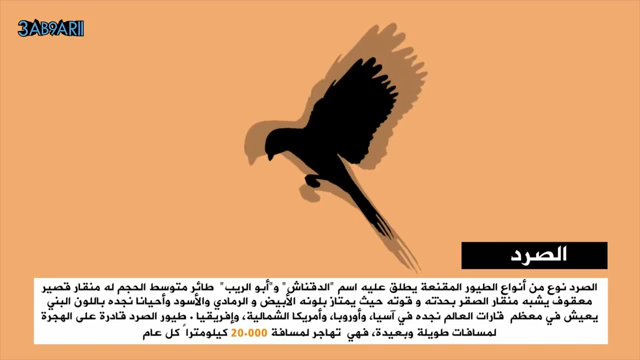 3AB9ARII
الصرد
الصرد نوع من أنواع الطيور المقنعة يطلق عليه اسم "الدقناش" و"أبو الريب" طائر متوسط الحجم له منقار قصير
معقوف يشبه منقار الصقر بحدته و قوته حيث يمتاز بلونه الأبيض و الرمادي والأسود وأحيانا نجده باللون البني
يعيش في معظم قارات العالم نجده في آسيا، وأوروبا، وأمريكا الشمالية، وإفريقيا . طيور الصرد قادرة على الهجرة
لمسافات طويلة وبعيدة، فهي تهاجر لمسافة 20.000 كيلومتراً كل عام